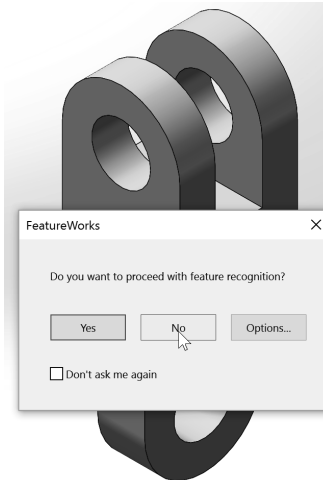 FeatureWorks
Do you want to proceed with feature recognition?
Yes
No
Options...
Don't ask me again